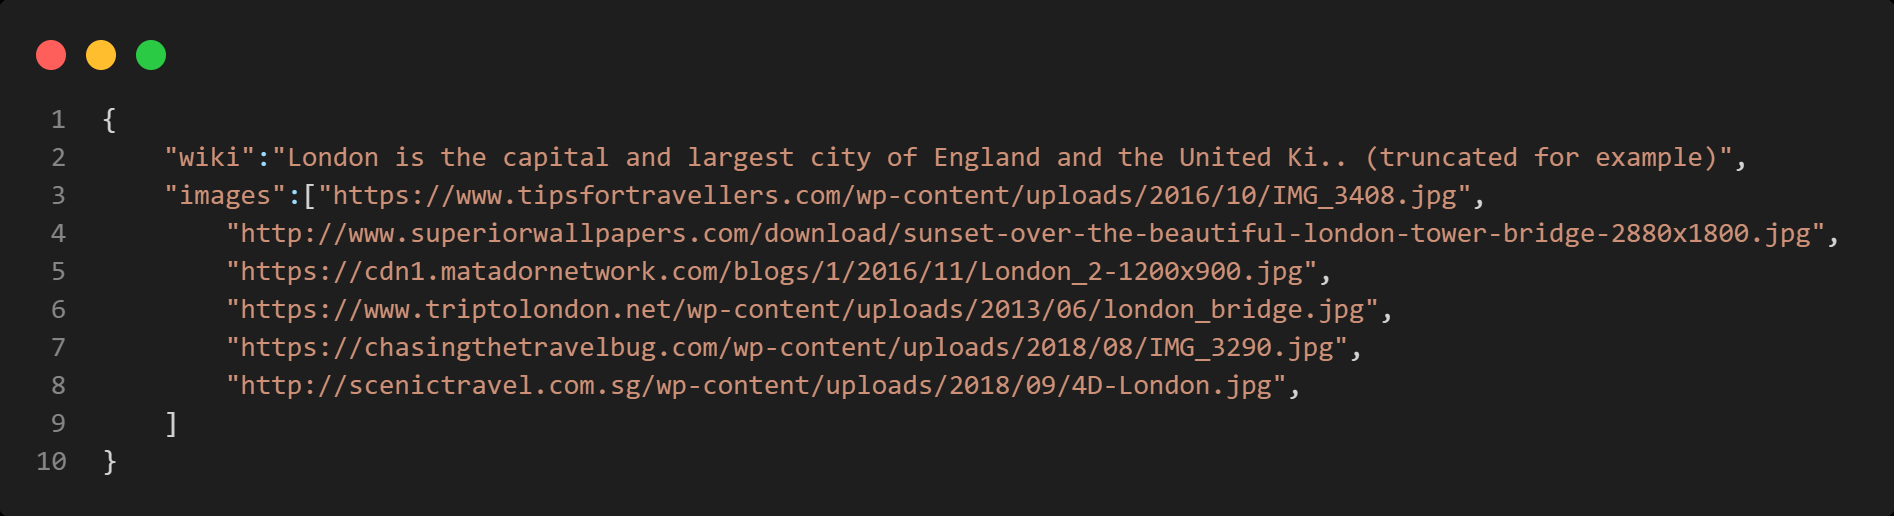 1 {
2 "wiki":"London is the capital and largest city of England and the United Ki.. (truncated for example)",
3 "images":["https://www.tipsfortravellers.com/wp-content/uploads/2016/10/IMG_3408.jpg",
4 "http://www.superiorwallpapers.com/download/sunset-over-the-beautiful-london-tower-bridge-2880x1800.jpg",
5 "https://cdn1.matadornetwork.com/blogs/1/2016/11/London_2-1200x900.jpg",
6 "https://www.triptolondon.net/wp-content/uploads/2013/06/london_bridge.jpg",
7 "https://chasingthetravelbug.com/wp-content/uploads/2018/08/IMG_3290.jpg",
8 "http://scenictravel.com.sg/wp-content/uploads/2018/09/4D-London.jpg",
9 ]
10 }